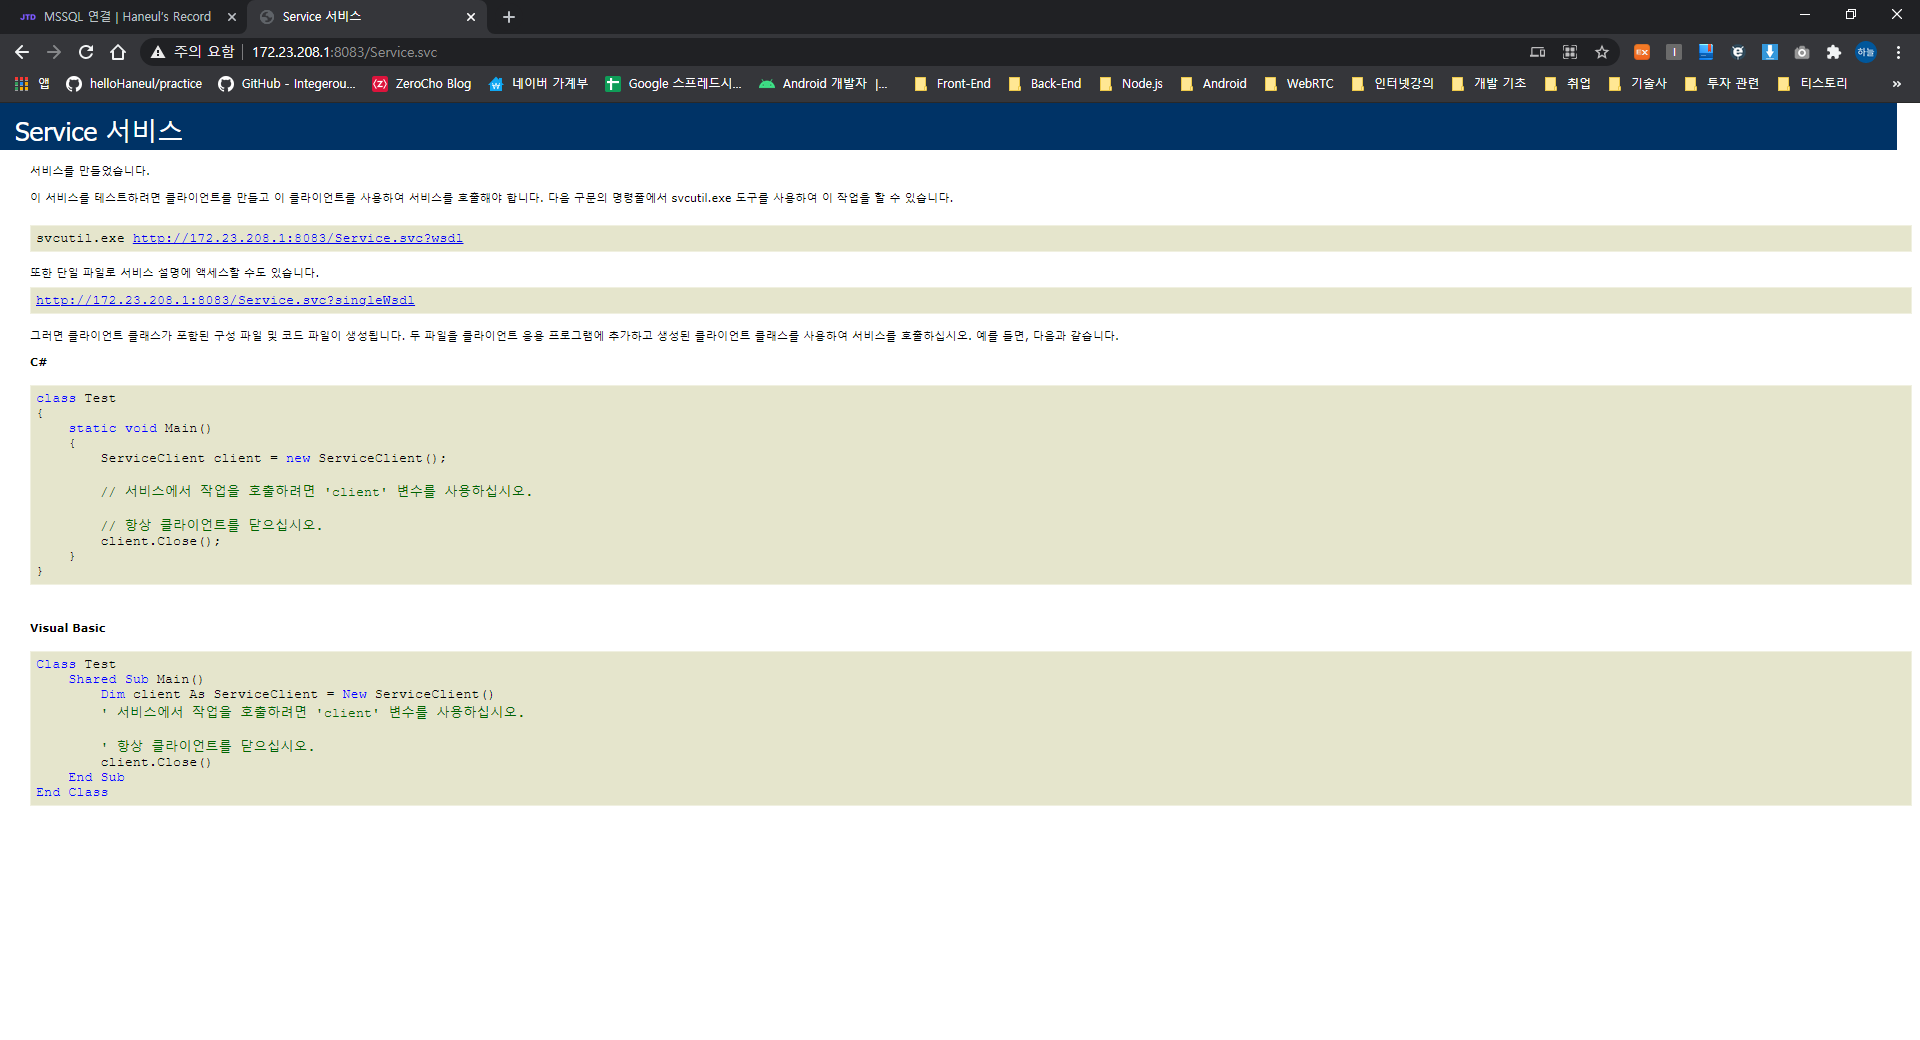 JTD MSSQL 연결 | Haneul's Record
Service 서비스
주의 요함 172.23.208.1:8083/Service.svc
EX
하늘
앱 helloHaneul/practice GitHub - Integerou... ZeroCho Blog 네이버 가계부 Google 스프레드시... Android 개발자 |... Front-End Back-End Node.js Android WebRTC 인터넷강의 개발 기초 취업 기술사 투자 관련 티스토리 »
Service 서비스
서비스를 만들었습니다.
이 서비스를 테스트하려면 클라이언트를 만들고 이 클라이언트를 사용하여 서비스를 호출해야 합니다. 다음 구문의 명령줄에서 svcutil.exe 도구를 사용하여 이 작업을 할 수 있습니다.
svcutil.exe http://172.23.208.1:8083/Service.svc?wsdl
또한 단일 파일로 서비스 설명에 액세스할 수도 있습니다.
http://172.23.208.1:8083/Service.svc?singleWsdl
그러면 클라이언트 클래스가 포함된 구성 파일 및 코드 파일이 생성됩니다. 두 파일을 클라이언트 응용 프로그램에 추가하고 생성된 클라이언트 클래스를 사용하여 서비스를 호출하십시오. 예를 들면, 다음과 같습니다.
C#
class Test
{
static void Main()
{
ServiceClient client = new ServiceClient();
// 서비스에서 작업을 호출하려면 'client' 변수를 사용하십시오.
// 항상 클라이언트를 닫으십시오.
client.Close();
}
}
Visual Basic
Class Test
Shared Sub Main()
Dim client As ServiceClient = New ServiceClient()
' 서비스에서 작업을 호출하려면 'client' 변수를 사용하십시오.
' 항상 클라이언트를 닫으십시오.
client.Close()
End Sub
End Class